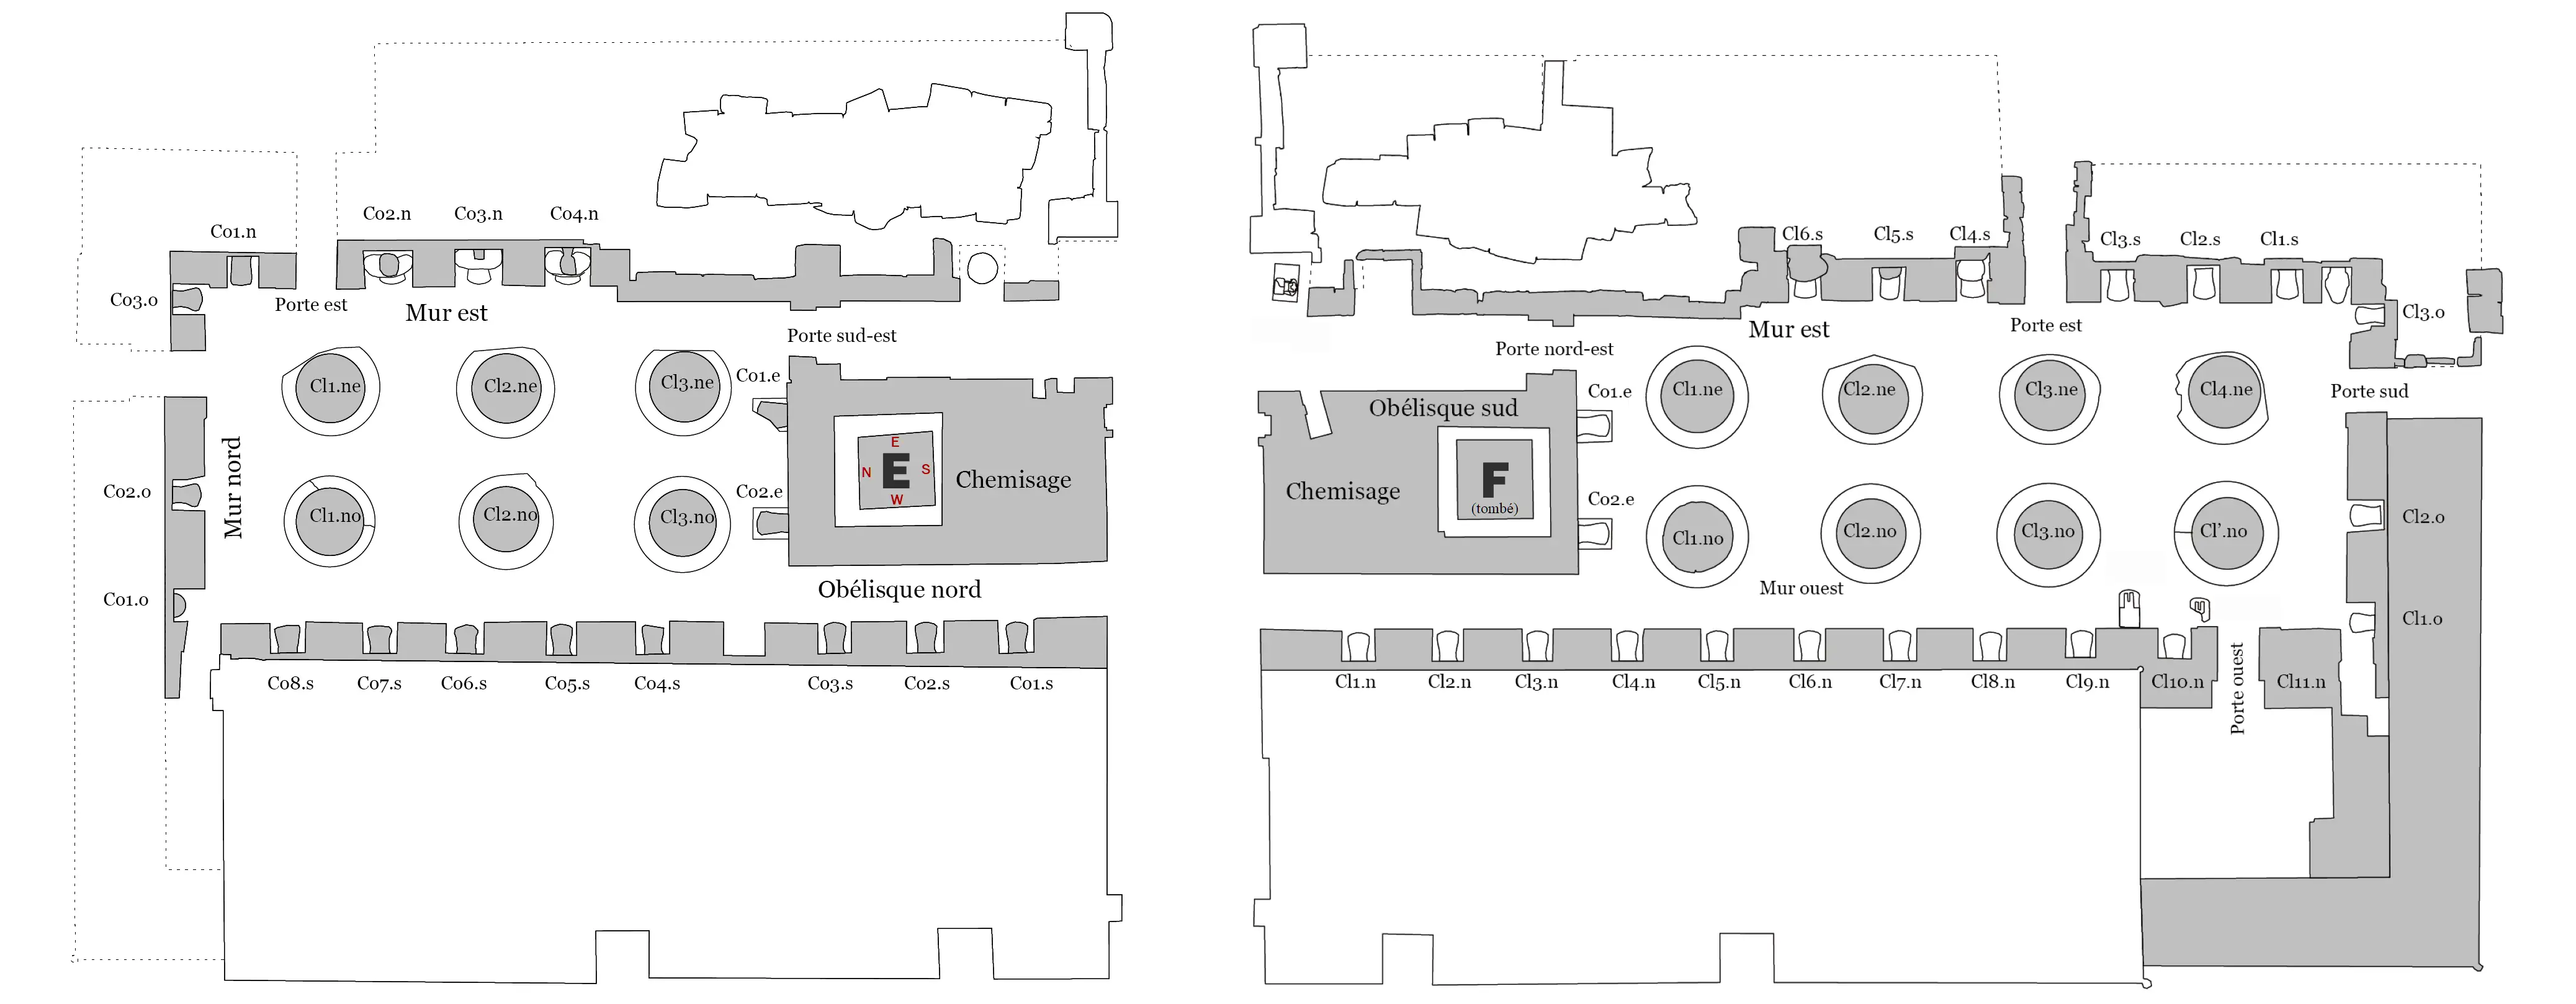 Co1.n
Co2.n
Co3.n
Co4.n
Co3.o
Porte est
Mur est
Porte sud-est
Cl1.ne
Cl2.ne
Cl3.ne
Co1.e
Co2.o
Mur nord
Cl1.no
Cl2.no
Cl3.no
Co2.e
E
N
E
S
W
Chemisage
Obélisque nord
Co1.o
Co8.s
Co7.s
Co6.s
Co5.s
Co4.s
Co3.s
Co2.s
Co1.s
Cl6.s
Cl5.s
Cl4.s
Cl3.s
Cl2.s
Cl1.s
Cl3.o
Mur est
Porte est
Porte nord-est
Porte sud
Obélisque sud
Co1.e
Cl1.ne
Cl2.ne
Cl3.ne
Cl4.ne
Chemisage
F
(tombé)
Co2.e
Cl1.no
Cl2.no
Cl3.no
Cl'.no
Cl2.o
Mur ouest
Cl1.o
Cl1.n
Cl2.n
Cl3.n
Cl4.n
Cl5.n
Cl6.n
Cl7.n
Cl8.n
Cl9.n
Cl10.n
Porte ouest
Cl11.n